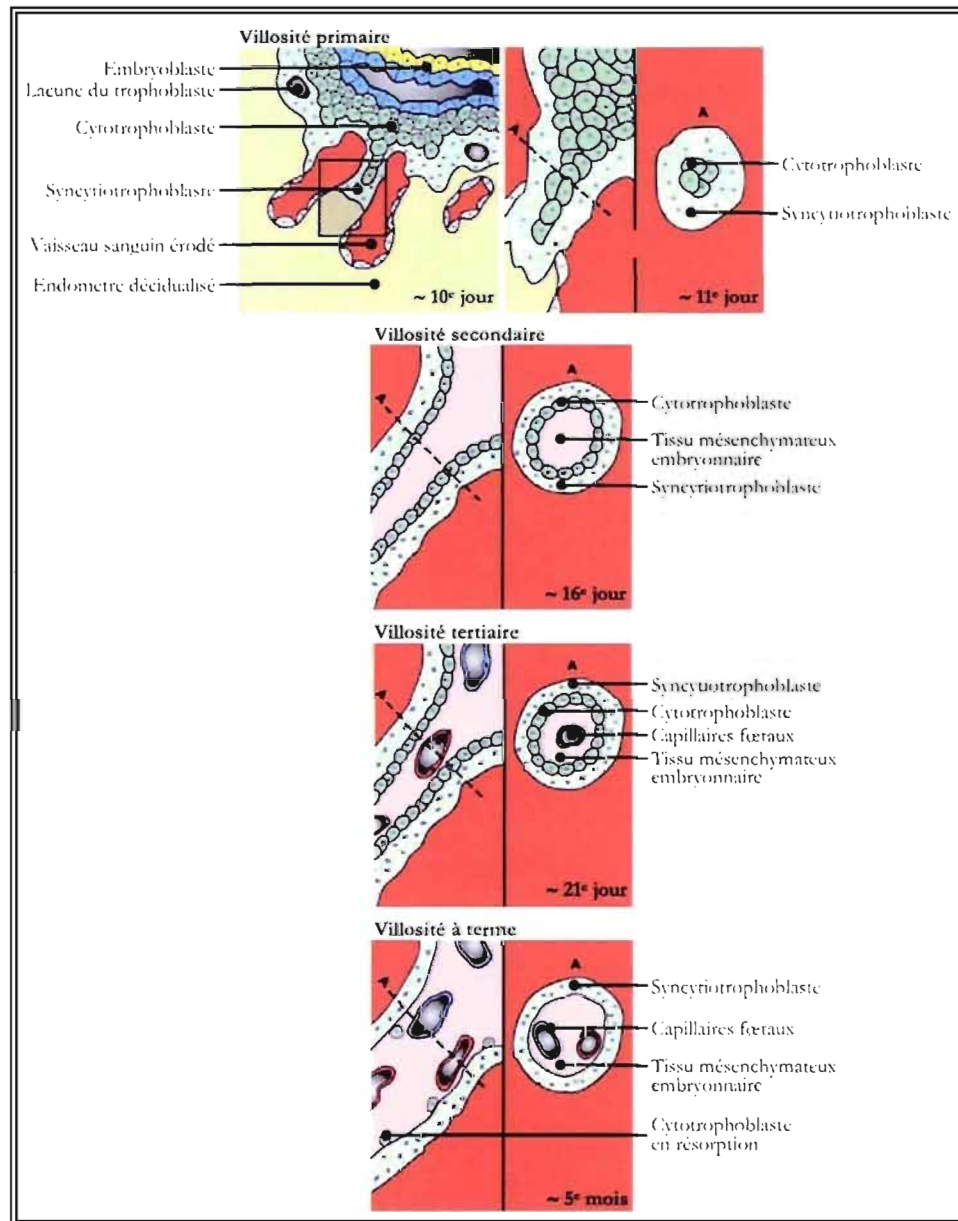 Villosité primaire
Embryoblaste
Lacune du trophoblaste
Cytotrophoblaste
Syncytiotrophoblaste
Vaisseau sanguin érodé
Endomètre décidualisé
~ 10e jour
A
A
Cytotrophoblaste
Syncytiotrophoblaste
~ 11e jour
Villosité secondaire
A
A
Cytotrophoblaste
Tissu mésenchymateux
embryonnaire
Syncytiotrophoblaste
~ 16e jour
Villosité tertiaire
A
A
Syncytiotrophoblaste
Cytotrophoblaste
Capillaires fœtaux
Tissu mésenchymateux
embryonnaire
~ 21e jour
Villosité à terme
A
A
Syncytiotrophoblaste
Capillaires fœtaux
Tissu mésenchymateux
embryonnaire
Cytotrophoblaste
en résorption
~ 5e mois